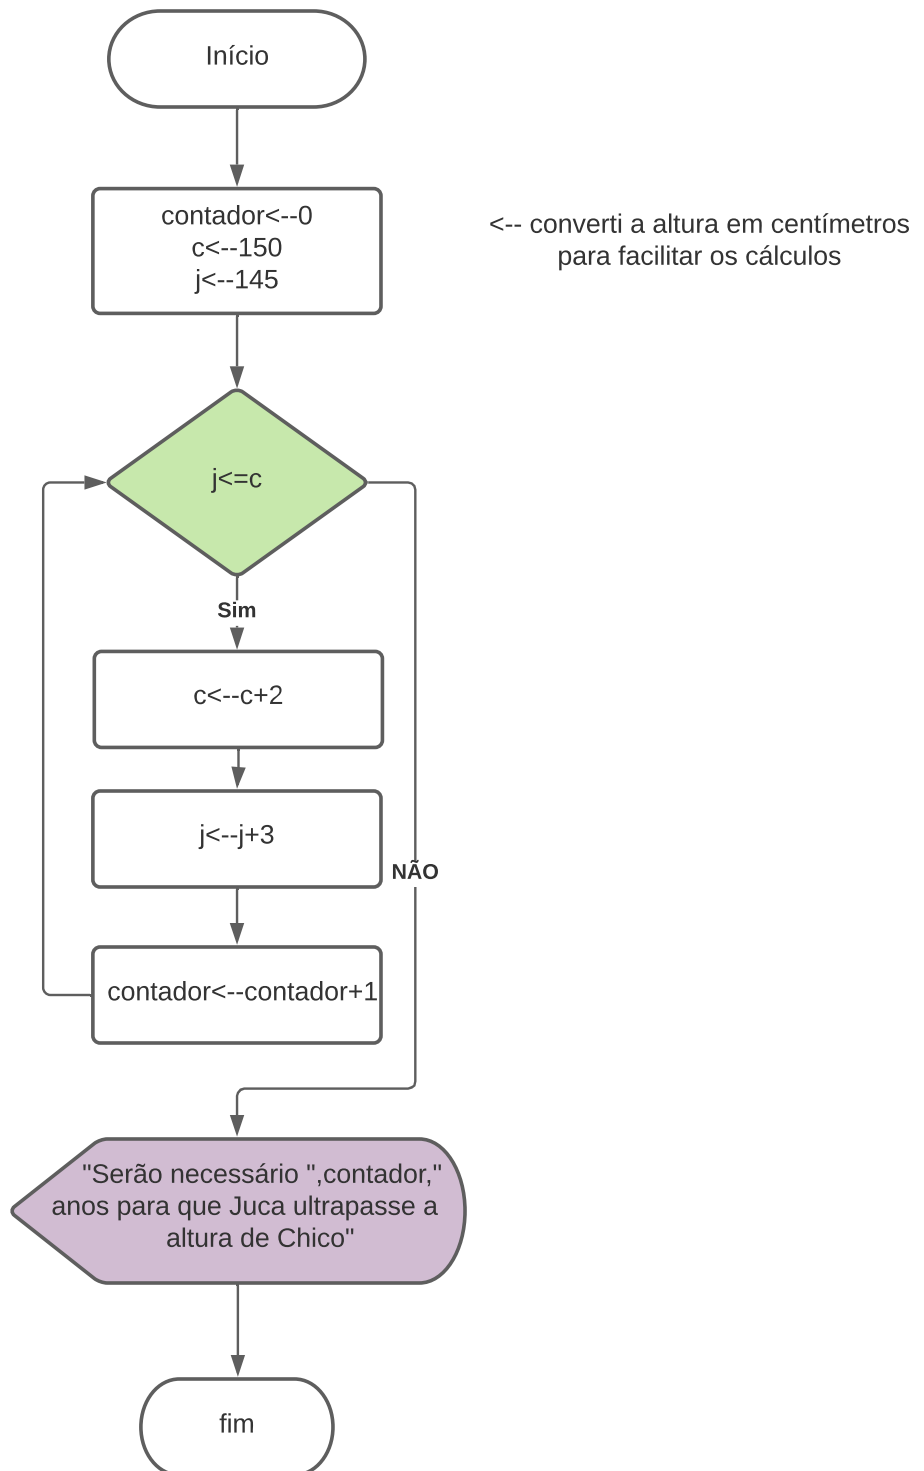 Início
contador<--0
c<--150
j<--145
<-- converti a altura em centímetros
para facilitar os cálculos
j<=c
Sim
c<--c+2
j<--j+3
NÃO
contador<--contador+1
"Serão necessário ",contador,"
anos para que Juca ultrapasse a
altura de Chico"
fim